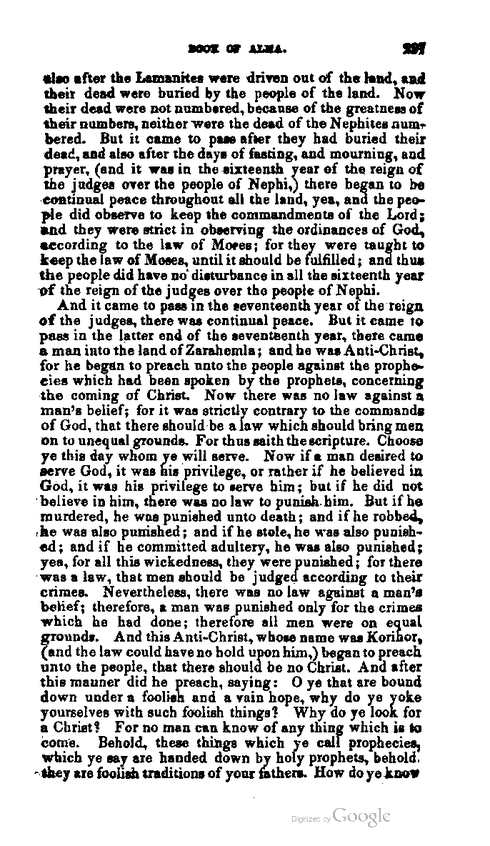 BOOK OF ALMA. 297
also after the Lamanites were driven out of the land, and
their dead were buried by the people of the land. Now
their dead were not numbered, because of the greatness of
their numbers, neither were the dead of the Nephites num-
bered. But it came to pass after they had buried their
dead, and also after the days of fasting, and mourning, and
prayer, (and it was in the sixteenth year of the reign of
the judges over the people of Nephi,) there began to be
continual peace throughout all the land, yea, and the peo-
ple did observe to keep the commandments of the Lord;
and they were strict in observing the ordinances of God,
according to the law of Moses; for they were taught to
keep the law of Moses, until it should be fulfilled; and thus
the people did have no disturbance in all the sixteenth year
of the reign of the judges over the people of Nephi.
And it came to pass in the seventeenth year of the reign
of the judges, there was continual peace. But it came to
pass in the latter end of the seventeenth year, there came
a man into the land of Zarahemla; and he was Anti-Christ,
for he began to preach unto the people against the prophe-
cies which had been spoken by the prophets, concerning
the coming of Christ. Now there was no law against a
man's belief; for it was strictly contrary to the commands
of God, that there should be a law which should bring men
on to unequal grounds. For thus saith the scripture. Choose
ye this day whom ye will serve. Now if a man desired to
serve God, it was his privilege, or rather if he believed in
God, it was his privilege to serve him; but if he did not
believe in him, there was no law to punish him. But if he
murdered, he was punished unto death; and if he robbed,
he was also punished; and if he stole, he was also punish-
ed; and if he committed adultery, he was also punished;
yea, for all this wickedness, they were punished; for there
was a law, that men should be judged according to their
crimes. Nevertheless, there was no law against a man's
belief; therefore, a man was punished only for the crimes
which he had done; therefore all men were on equal
grounds. And this Anti-Christ, whose name was Korihor,
(and the law could have no hold upon him,) began to preach
unto the people, that there should be no Christ. And after
this manner did he preach, saying: O ye that are bound
down under a foolish and a vain hope, why do ye yoke
yourselves with such foolish things? Why do ye look for
a Christ? For no man can know of any thing which is to
come. Behold, these things which ye call prophecies,
which ye say are handed down by holy prophets, behold,
they are foolish traditions of your fathers. How do ye know
Digitized by Google